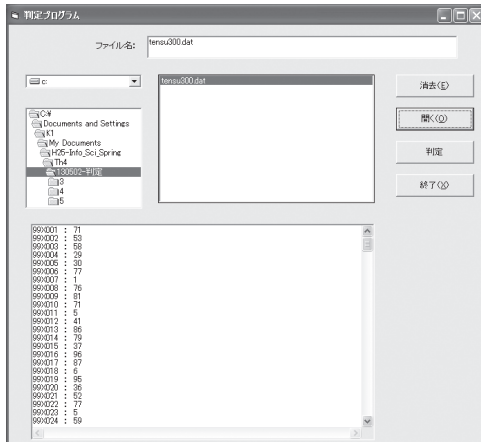 判定プログラム
ファイル名:
tensu300.dat
c:
tensu300.dat
消去(E)
C:¥
Documents and Settings
K1
My Documents
H25-Info_Sci_Spring
Th4
130502-判定
3
4
5
開く(O)
判定
終了(X)
99X001 : 71
99X002 : 53
99X003 : 58
99X004 : 29
99X005 : 30
99X006 : 77
99X007 : 1
99X008 : 76
99X009 : 81
99X010 : 71
99X011 : 5
99X012 : 41
99X013 : 86
99X014 : 79
99X015 : 37
99X016 : 96
99X017 : 87
99X018 : 6
99X019 : 95
99X020 : 36
99X021 : 52
99X022 : 77
99X023 : 5
99X024 : 59